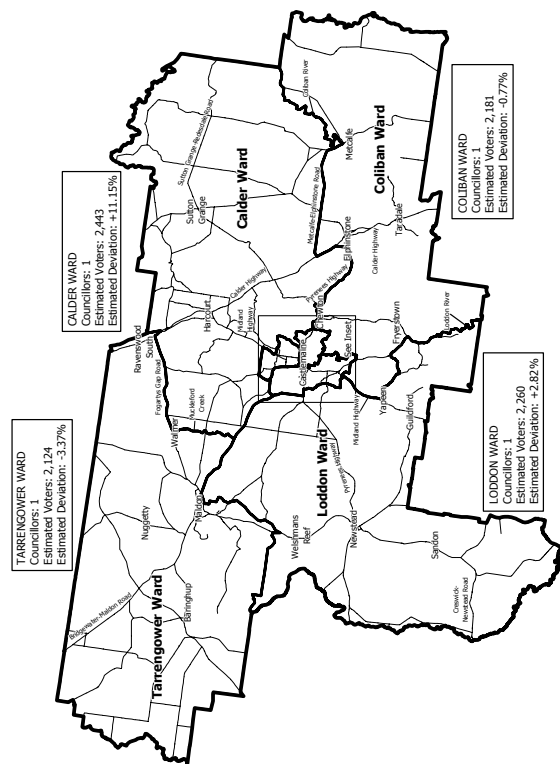 TARRENGOWER WARD
Councillors: 1
Estimated Voters: 2,124
Estimated Deviation: -3.37%
CALDER WARD
Councillors: 1
Estimated Voters: 2,443
Estimated Deviation: +11.15%
LODDON WARD
Councillors: 1
Estimated Voters: 2,260
Estimated Deviation: +2.82%
COLIBAN WARD
Councillors: 1
Estimated Voters: 2,181
Estimated Deviation: -0.77%
Tarrengower Ward
Bridgewater-Maldon Road
Baringhup
Nuggetty
Maldon
Walmer
Fogartys Gap Road
Muckleford
Creek
Ravenswood
South
Harcourt
Midland
Highway
Calder Highway
Calder Ward
Sutton
Grange
Sutton Grange-Redesdale Road
Metcalfe-Elphinstone Road
Coliban River
Metcalfe
Coliban Ward
Elphinstone
Pyrenees Highway
Calder Highway
Taradale
Chewton
Castlemaine
See Inset
Fryerstown
Loddon River
Yapeen
Guildford
Midland Highway
Loddon Ward
Pyrenees Highway
Welshmans
Reef
Newstead
Sandon
Creswick-
Newstead Road